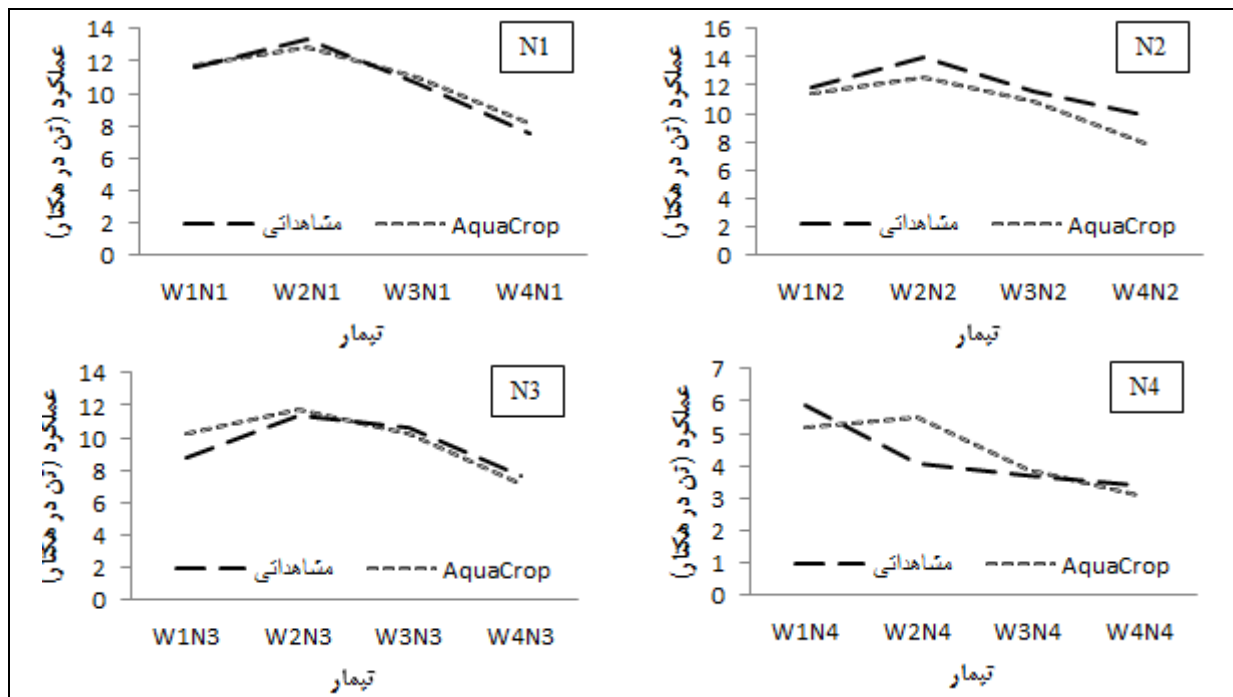 N1
عملکرد (تن در هکتار)
14
12
10
8
6
4
2
0
مشاهداتی
AquaCrop
W1N1 W2N1 W3N1 W4N1
تیمار
N2
عملکرد (تن در هکتار)
16
14
12
10
8
6
4
2
0
مشاهداتی
AquaCrop
W1N2 W2N2 W3N2 W4N2
تیمار
N3
عملکرد (تن در هکتار)
14
12
10
8
6
4
2
0
مشاهداتی
AquaCrop
W1N3 W2N3 W3N3 W4N3
تیمار
N4
عملکرد (تن در هکتار)
7
6
5
4
3
2
1
0
مشاهداتی
AquaCrop
W1N4 W2N4 W3N4 W4N4
تیمار